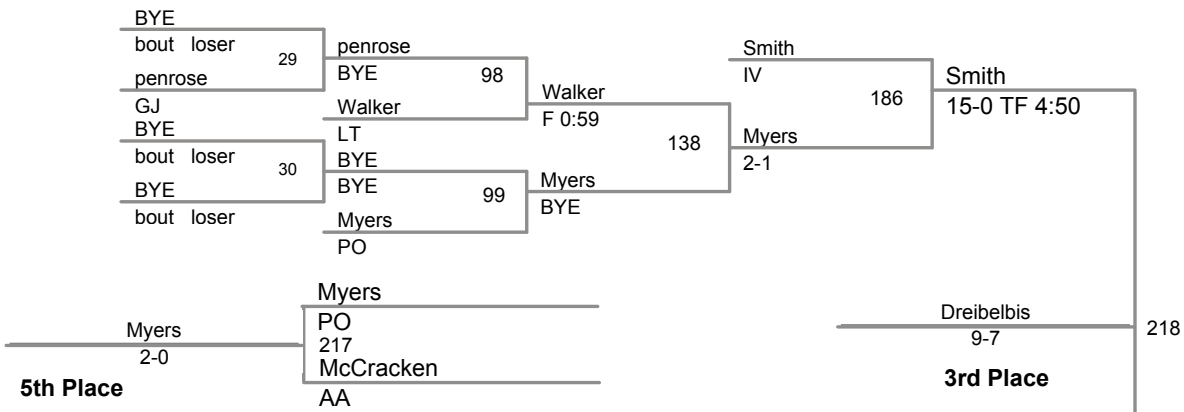 BYE
bout loser
29
penrose
GJ
BYE
bout loser
30
BYE
bout loser
penrose
BYE
98
Walker
LT
BYE
BYE
99
Myers
PO
Walker
F 0:59
138
Myers
BYE
Smith
IV
186
Myers
2-1
Smith
15-0 TF 4:50
Myers
PO
217
McCracken
AA
Myers
2-0
5th Place
Dreibelbis
9-7
218
3rd Place